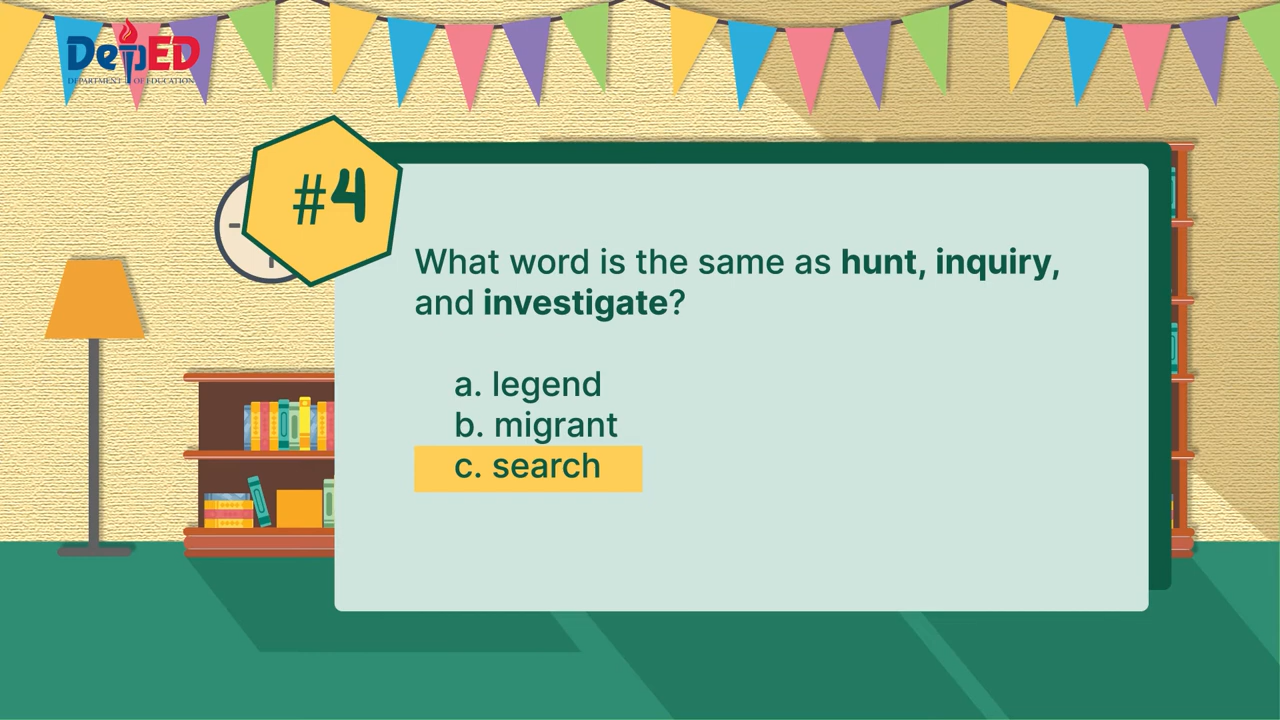 DepED
DEPARTMENT OF EDUCATION
#4
What word is the same as hunt, inquiry,
and investigate?
a. legend
b. migrant
c. search